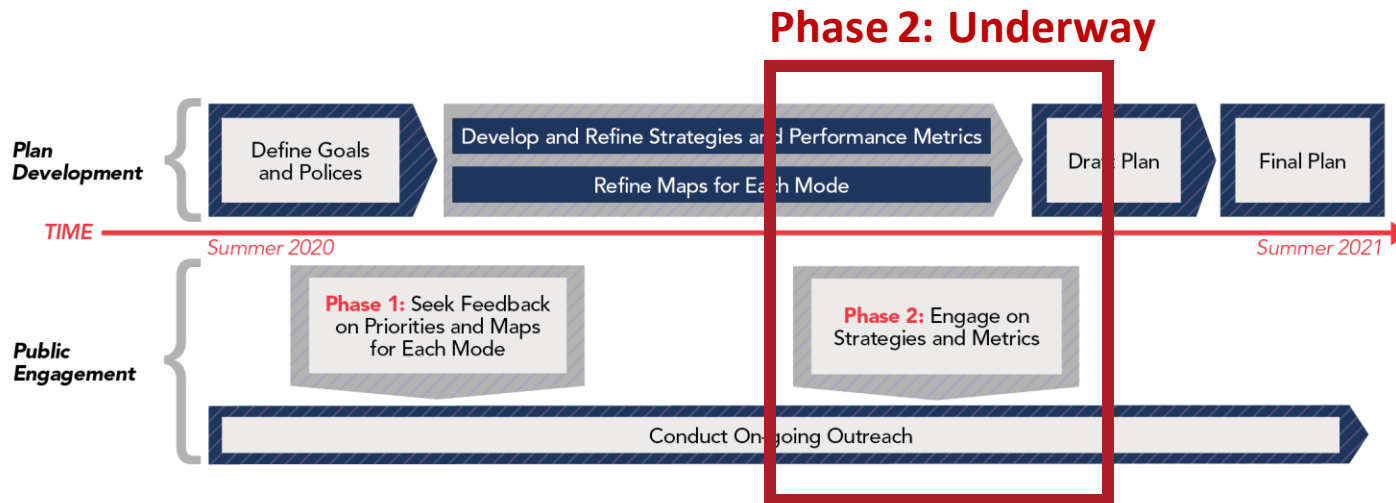 Phase 2: Underway
Plan
Development
Define Goals
and Polices
Develop and Refine Strategies and Performance Metrics
Refine Maps for Each Mode
Draft Plan
Final Plan
TIME
Summer 2020
Summer 2021
Public
Engagement
Phase 1: Seek Feedback
on Priorities and Maps
for Each Mode
Phase 2: Engage on
Strategies and Metrics
Conduct On-going Outreach